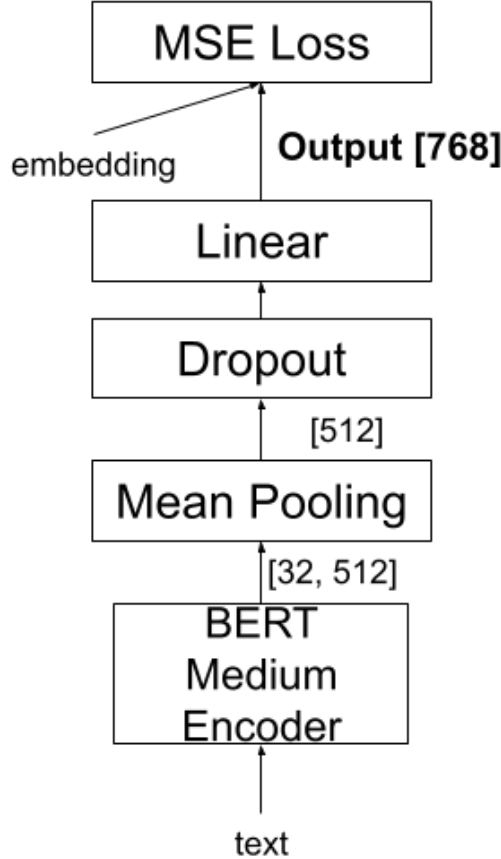 MSE Loss
embedding
Output [768]
Linear
Dropout
[512]
Mean Pooling
[32, 512]
BERT
Medium
Encoder
text